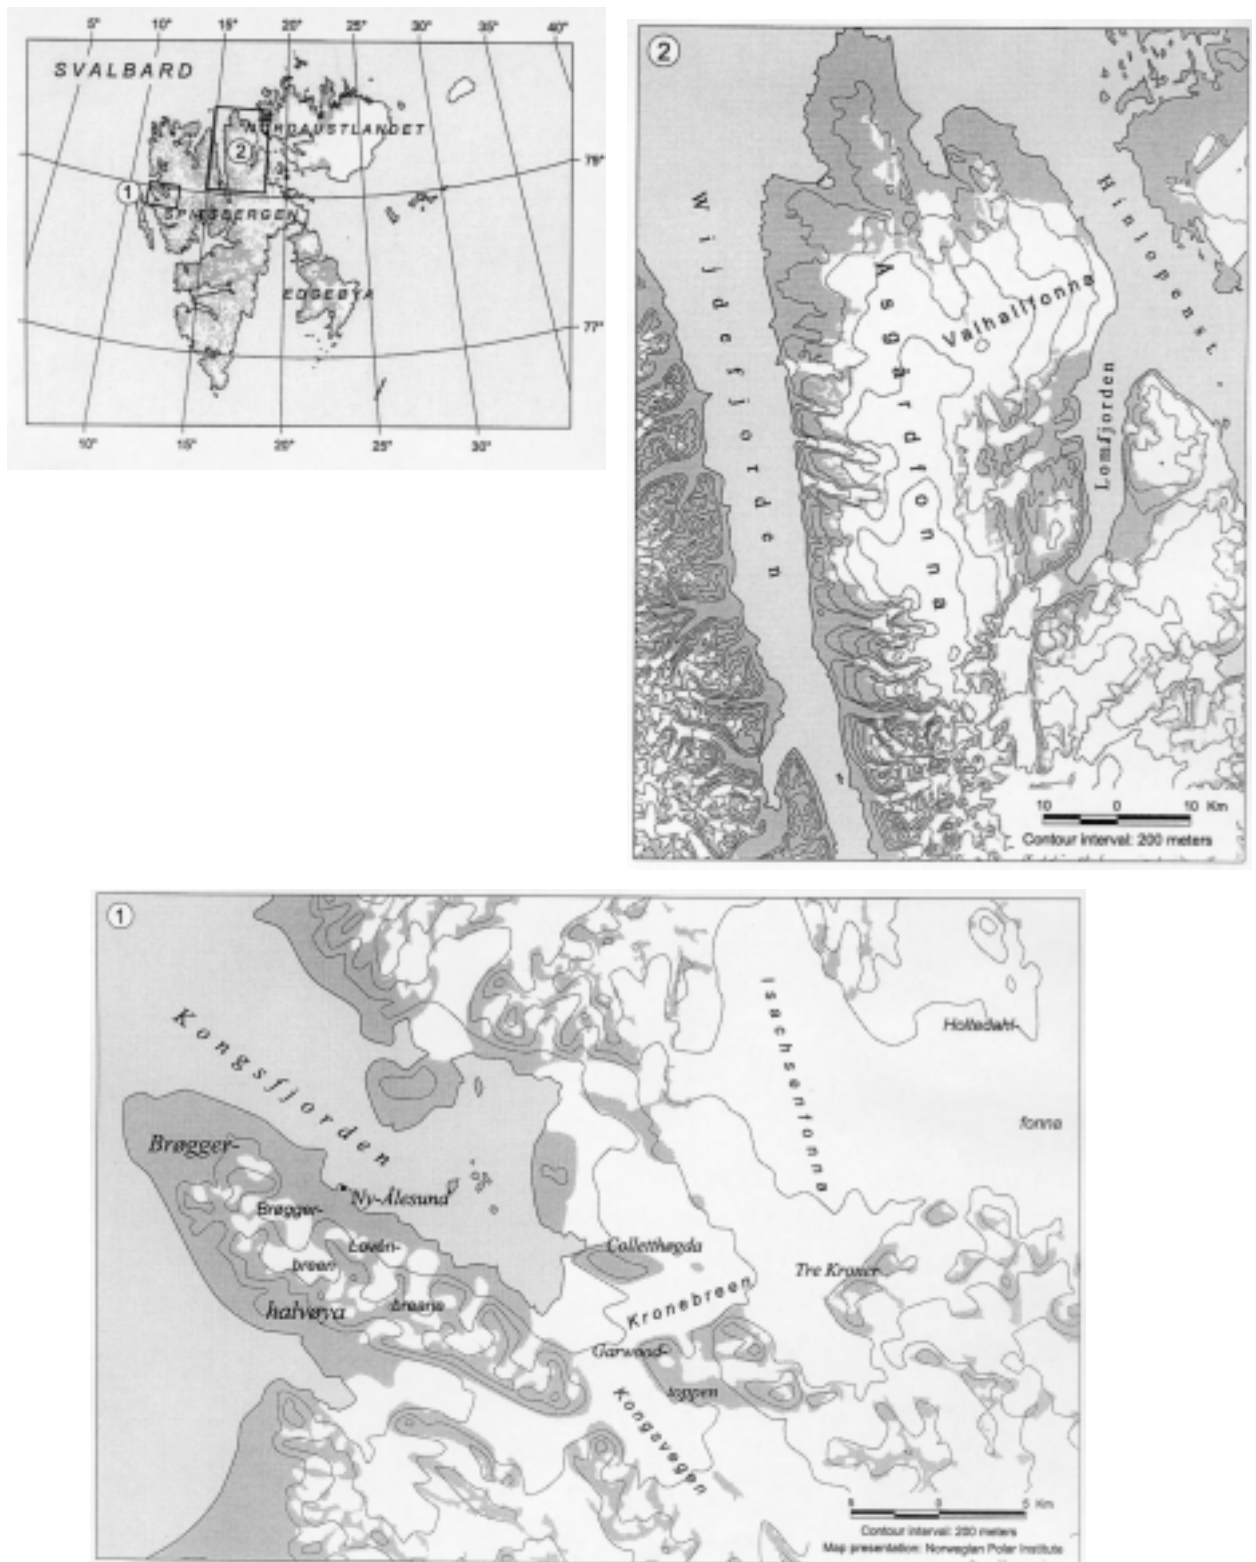 5° 10° 15° 20° 25° 30° 35° 40°
SVALBARD
NORDAUSTLANDET
2
79°
1
SPITSBERGEN
EDGEØYA
77°
10° 15° 20° 25° 30°
2
Wijdefjorden
Hinlopenst.
Asgårdfonna
Valhallfonna
Lomfjorden
10 0 10 Km
Contour interval: 200 meters
1
Kongsfjorden
Isachsenfonna
Holtedahl-
fonna
Brøgger-
Ny-Ålesund
Brøgger-
Lovén-
Colletthøgda
breen
Tre Kroner
halvøya
breene
Kronebreen
Garwood-
toppen
Kongsvegen
5 0 5 Km
Contour interval: 200 meters
Map presentation: Norwegian Polar Institute